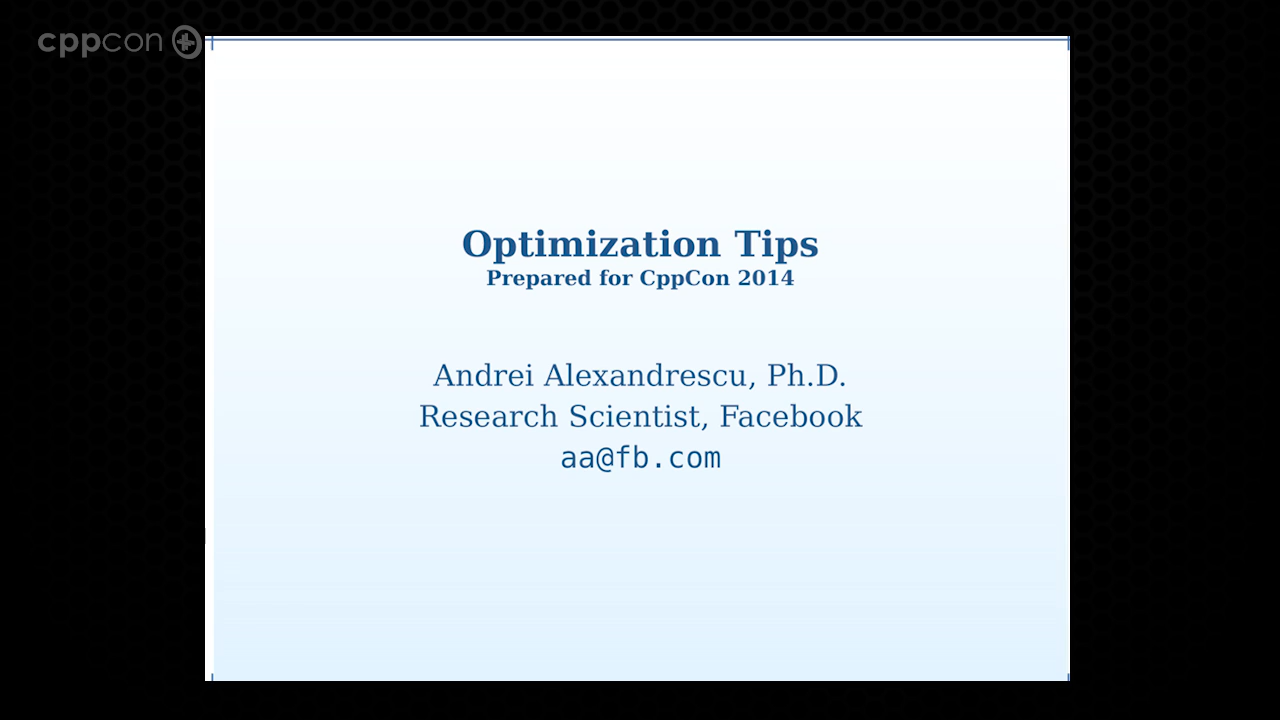 cppcon
Optimization Tips
Prepared for CppCon 2014
Andrei Alexandrescu, Ph.D.
Research Scientist, Facebook
aa@fb.com